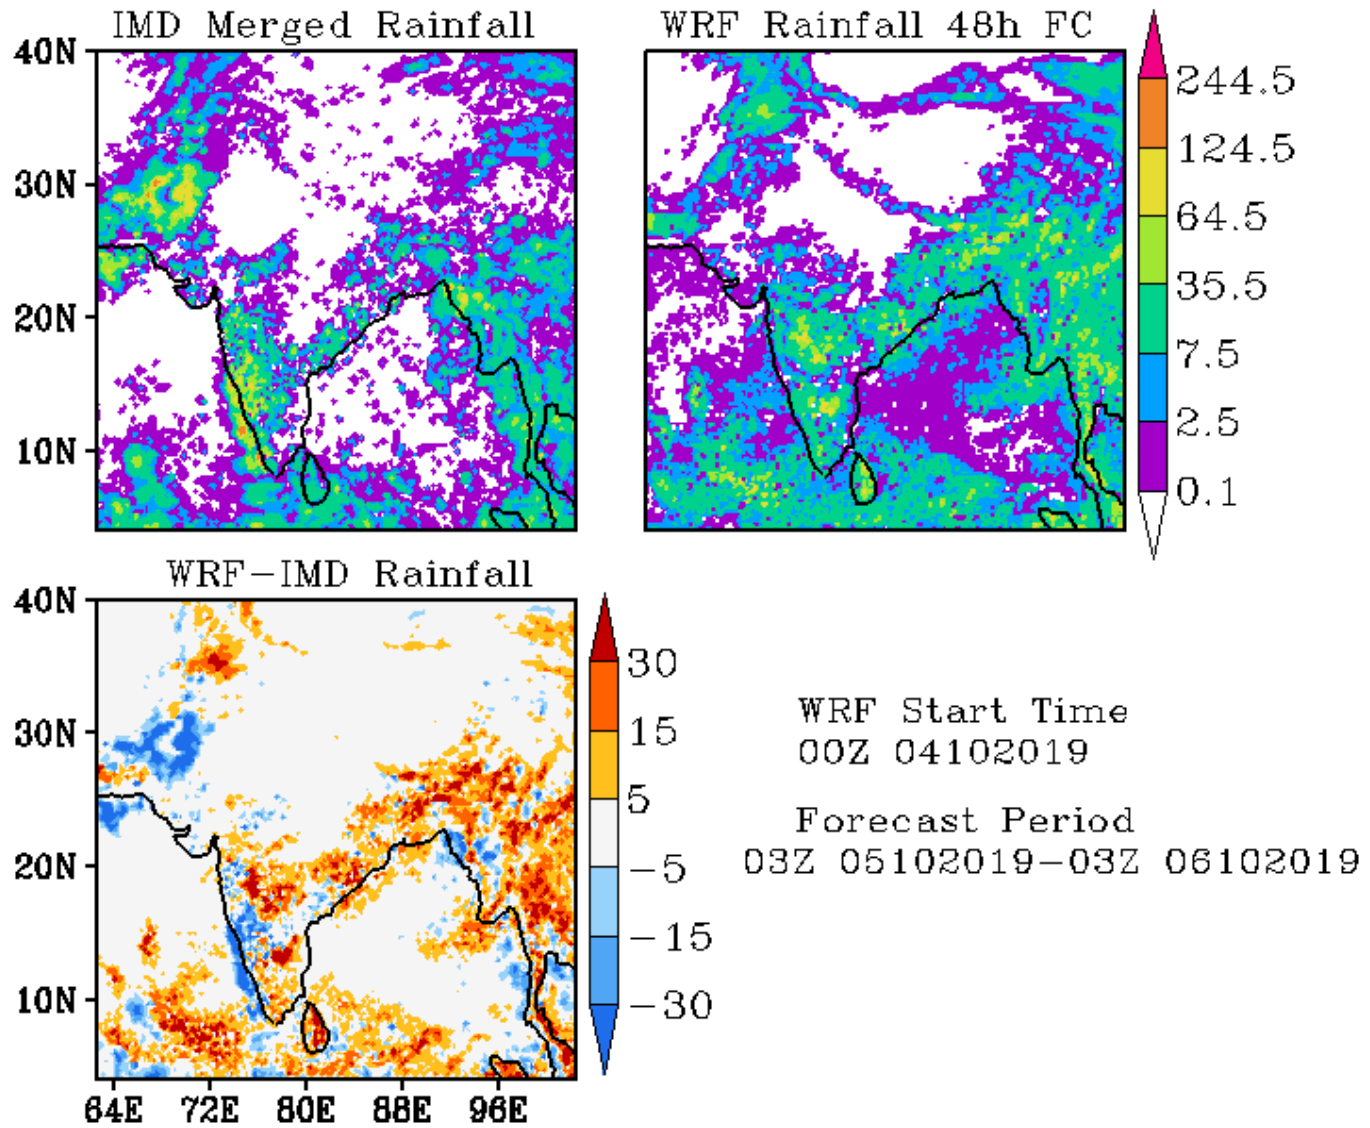 IMD Merged Rainfall
WRF Rainfall 48h FC
40N
30N
20N
10N
244.5
124.5
64.5
35.5
7.5
2.5
0.1
WRF-IMD Rainfall
40N
30N
20N
10N
64E 72E 80E 88E 96E
30
15
5
-5
-15
-30
WRF Start Time
00Z 04102019
Forecast Period
03Z 05102019-03Z 06102019